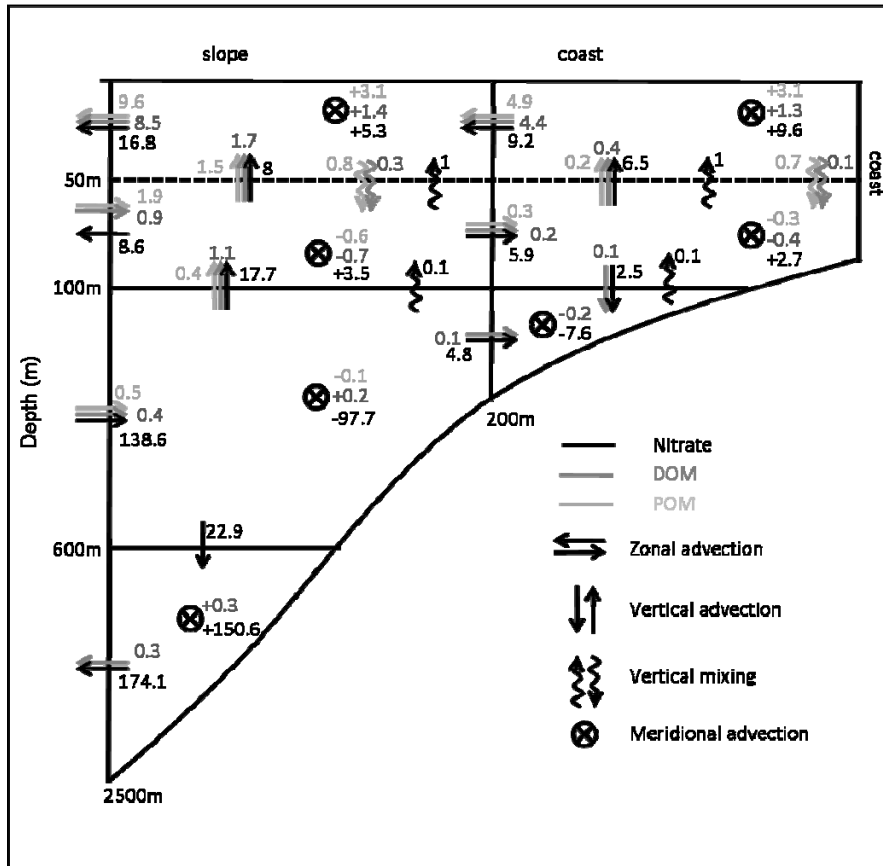 slope coast
9.6 8.5 16.8
+3.1 +1.4 +5.3
4.9 4.4 9.2
+3.1 +1.3 +9.6
1.5 1.7 8
0.8 0.3
1
0.2 0.4 6.5
1
0.7 0.1
50m
coast
1.9 0.9
8.6
-0.6 -0.7 +3.5
0.3 0.2 5.9
-0.3 -0.4 +2.7
0.4 1.1 17.7
0.1
0.1 2.5
0.1
100m
0.1 4.8
-0.2 -7.6
Depth (m)
0.5 0.4 138.6
-0.1 +0.2 -97.7
200m
Nitrate
DOM
POM
600m
22.9
Zonal advection
+0.3 +150.6
Vertical advection
0.3 174.1
Vertical mixing
Meridional advection
2500m